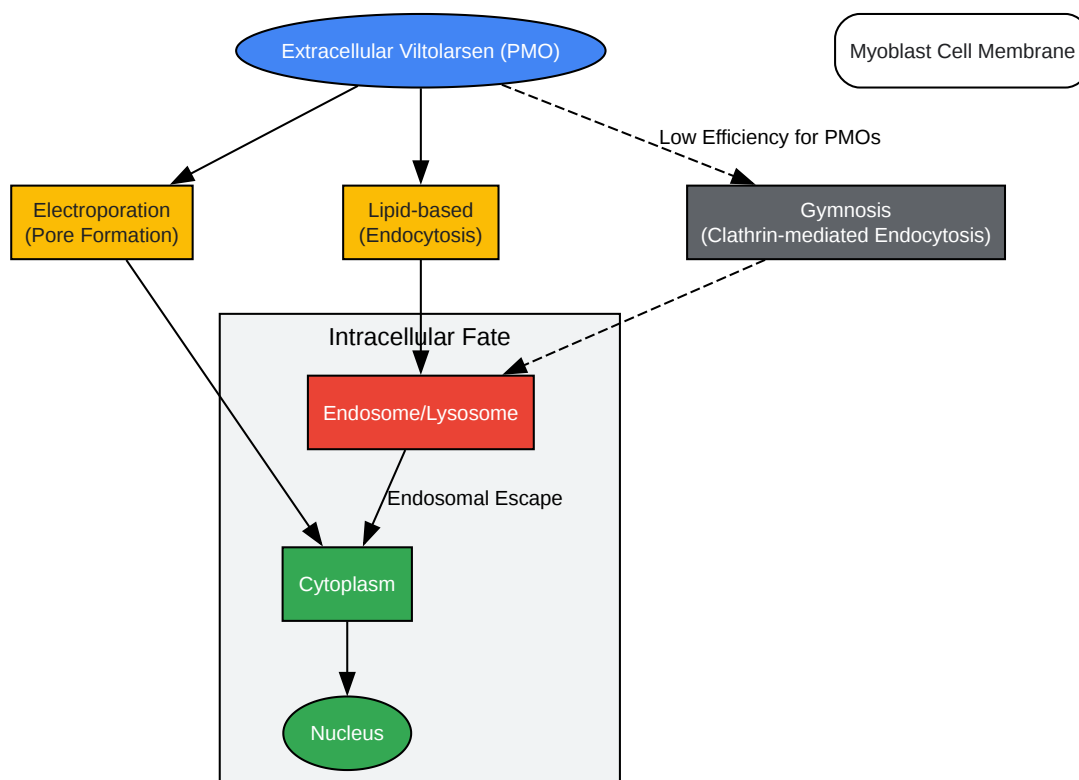 Extracellular Viltolarsen (PMO)
Myoblast Cell Membrane
Low Efficiency for PMOs
Electroporation
(Pore Formation)
Lipid-based
(Endocytosis)
Gymnosis
(Clathrin-mediated Endocytosis)
Intracellular Fate
Endosome/Lysosome
Endosomal Escape
Cytoplasm
Nucleus